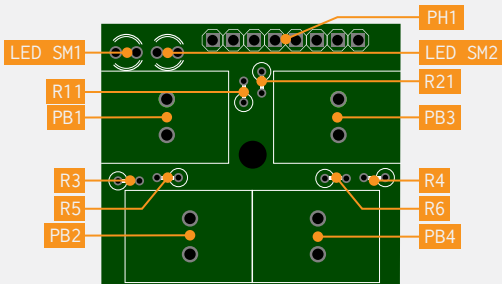 PH1
LED SM1
LED SM2
R21
R11
PB1
PB3
R3
R4
R5
R6
PB2
PB4